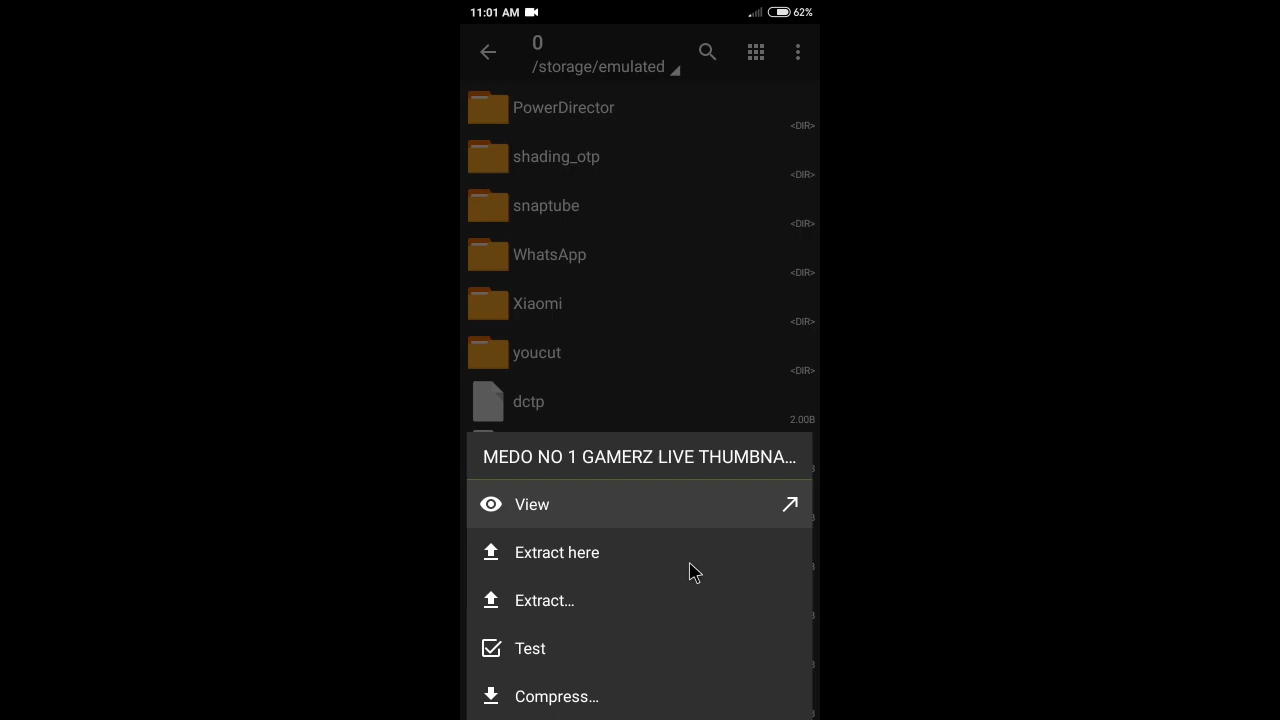 11:01 AM 62%
0
/storage/emulated
PowerDirector
<DIR>
shading_otp
<DIR>
snaptube
<DIR>
WhatsApp
<DIR>
Xiaomi
<DIR>
youcut
<DIR>
dctp
2.00B
MEDO NO 1 GAMERZ LIVE THUMBNA...
View
Extract here
Extract...
Test
Compress...